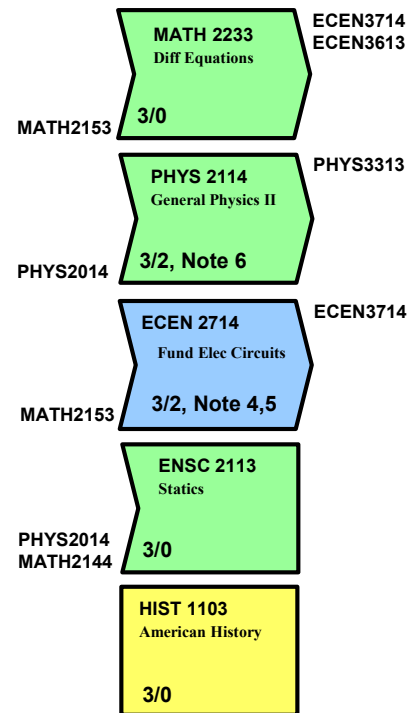 ECEN3714
ECEN3613
MATH 2233
Diff Equations
3/0
MATH2153
PHYS3313
PHYS 2114
General Physics II
3/2, Note 6
PHYS2014
ECEN3714
ECEN 2714
Fund Elec Circuits
3/2, Note 4,5
MATH2153
ENSC 2113
Statics
PHYS2014
MATH2144
3/0
HIST 1103
American History
3/0